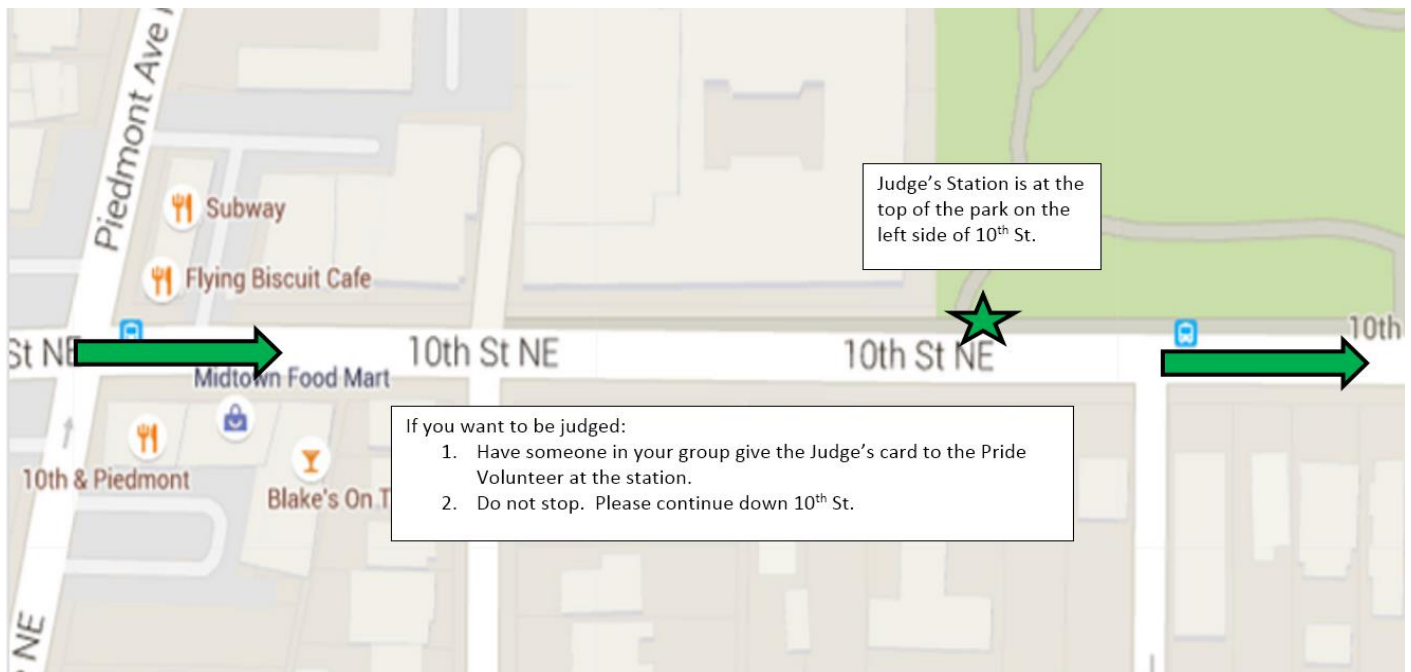 Piedmont Ave
Subway
Flying Biscuit Cafe
Judge's Station is at the
top of the park on the
left side of 10th St.
St NE
10th St NE
10th St NE
10th
Midtown Food Mart
10th & Piedmont
Blake's On T
If you want to be judged:
1. Have someone in your group give the Judge's card to the Pride
Volunteer at the station.
2. Do not stop. Please continue down 10th St.
NE